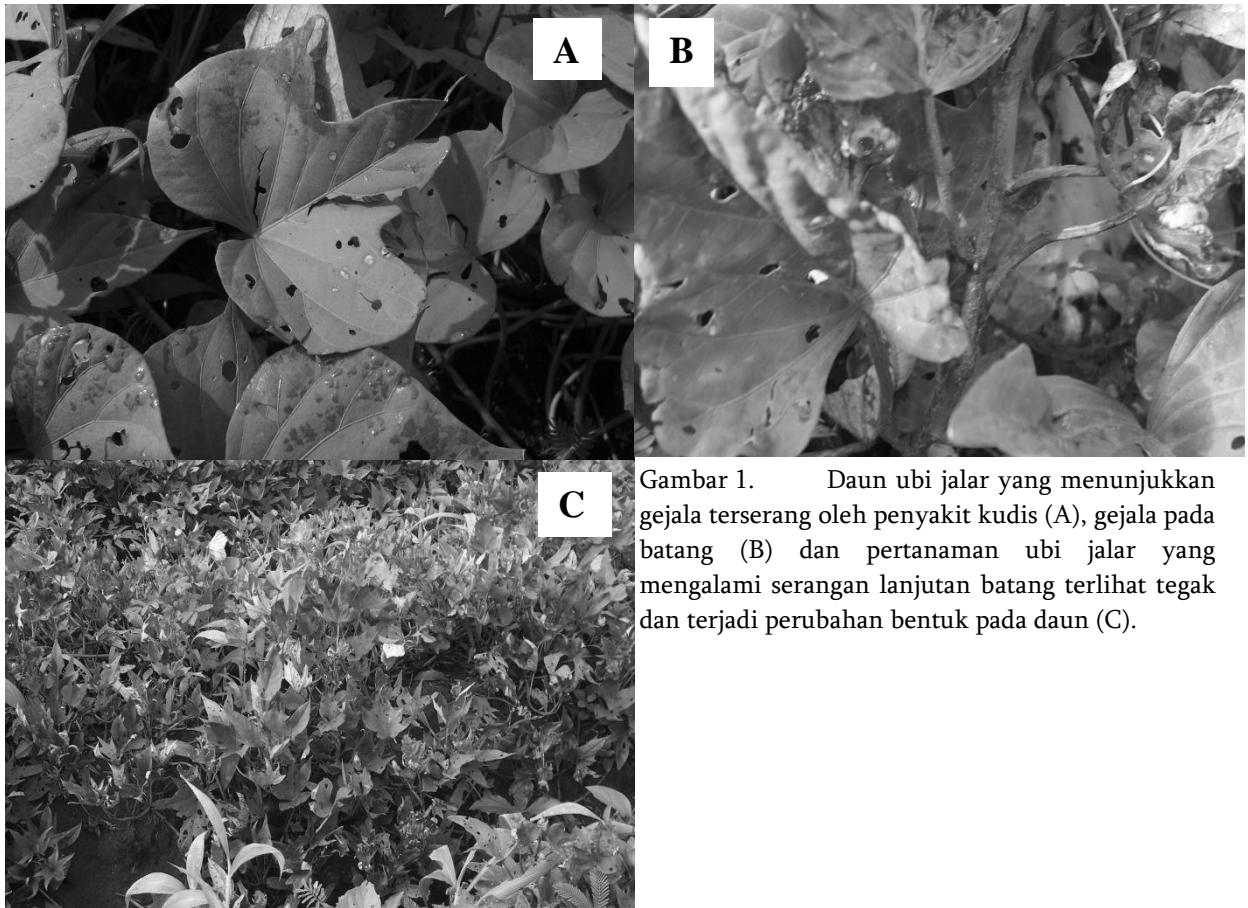 A
B
C
Gambar 1. Daun ubi jalar yang menunjukkan
gejala terserang oleh penyakit kudis (A), gejala pada
batang (B) dan pertanaman ubi jalar yang
mengalami serangan lanjutan batang terlihat tegak
dan terjadi perubahan bentuk pada daun (C).